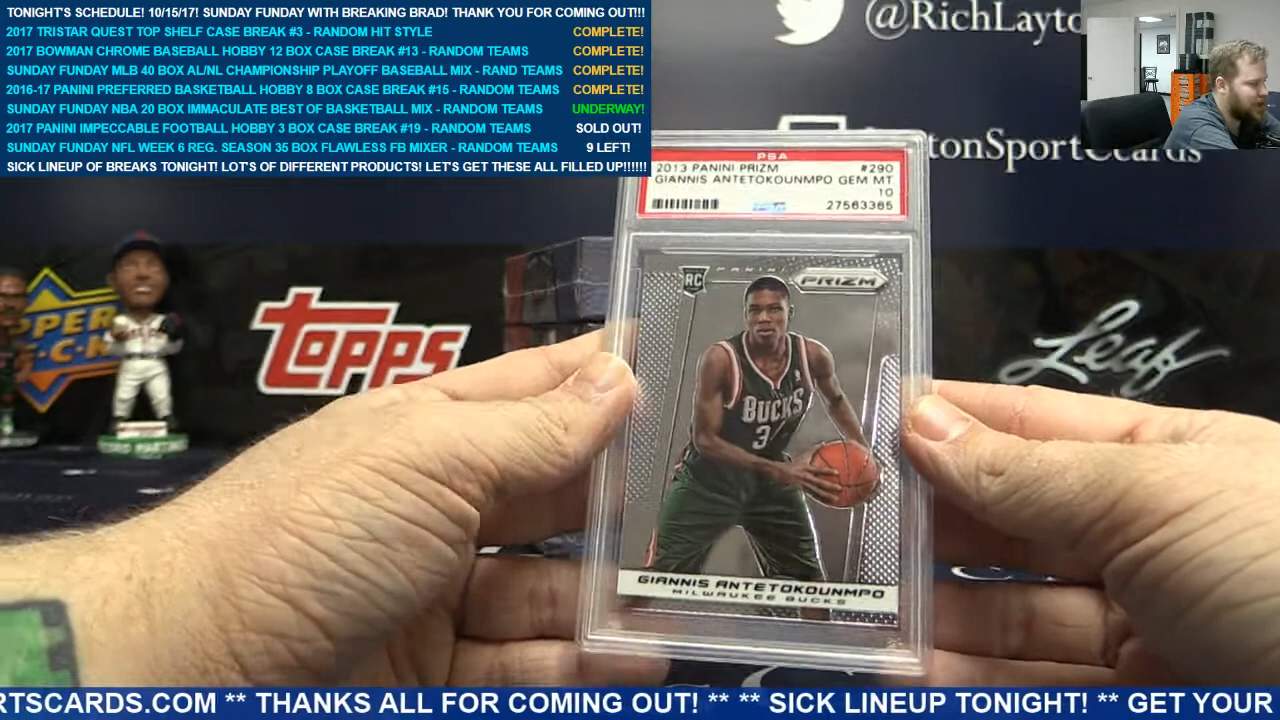 TONIGHT'S SCHEDULE! 10/15/17! SUNDAY FUNDAY WITH BREAKING BRAD! THANK YOU FOR COMING OUT!!!
2017 TRISTAR QUEST TOP SHELF CASE BREAK #3 - RANDOM HIT STYLE COMPLETE!
2017 BOWMAN CHROME BASEBALL HOBBY 12 BOX CASE BREAK #13 - RANDOM TEAMS COMPLETE!
SUNDAY FUNDAY MLB 40 BOX AL/NL CHAMPIONSHIP PLAYOFF BASEBALL MIX - RAND TEAMS COMPLETE!
2016-17 PANINI PREFERRED BASKETBALL HOBBY 8 BOX CASE BREAK #15 - RANDOM TEAMS COMPLETE!
SUNDAY FUNDAY NBA 20 BOX IMMACULATE BEST OF BASKETBALL MIX - RANDOM TEAMS UNDERWAY!
2017 PANINI IMPECCABLE FOOTBALL HOBBY 3 BOX CASE BREAK #19 - RANDOM TEAMS SOLD OUT!
SUNDAY FUNDAY NFL WEEK 6 REG. SEASON 35 BOX FLAWLESS FB MIXER - RANDOM TEAMS 9 LEFT!
SICK LINEUP OF BREAKS TONIGHT! LOT'S OF DIFFERENT PRODUCTS! LET'S GET THESE ALL FILLED UP!!!!!!
@RichLayto
tonSportCcards
PSA
2013 PANINI PRIZM #290
GIANNIS ANTETOKOUNMPO GEM MT
10
27563365
RC PANINI PRIZM
BUCKS
3
GIANNIS ANTETOKOUNMPO
MILWAUKEE BUCKS
PPER
Topps
Leaf
RTSCARDS.COM ** THANKS ALL FOR COMING OUT! ** ** SICK LINEUP TONIGHT! ** GET YOUR